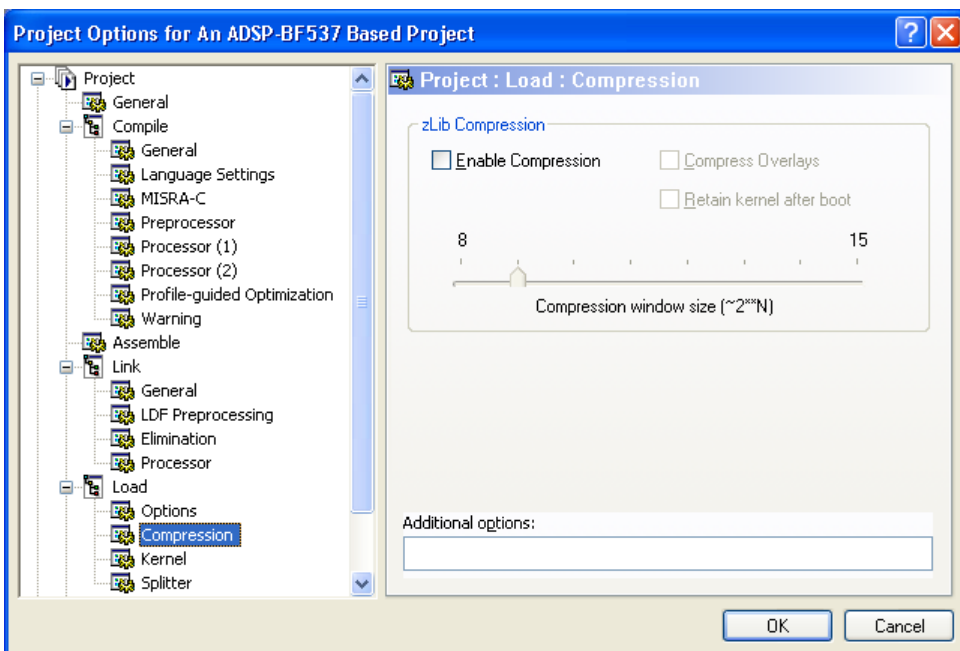 Project Options for An ADSP-BF537 Based Project
Project
General
Compile
General
Language Settings
MISRA-C
Preprocessor
Processor (1)
Processor (2)
Profile-guided Optimization
Warning
Assemble
Link
General
LDF Preprocessing
Elimination
Processor
Load
Options
Compression
Kernel
Splitter
Project : Load : Compression
zLib Compression
Enable Compression
Compress Overlays
Retain kernel after boot
8 15
Compression window size (~2**N)
Additional options:
OK Cancel